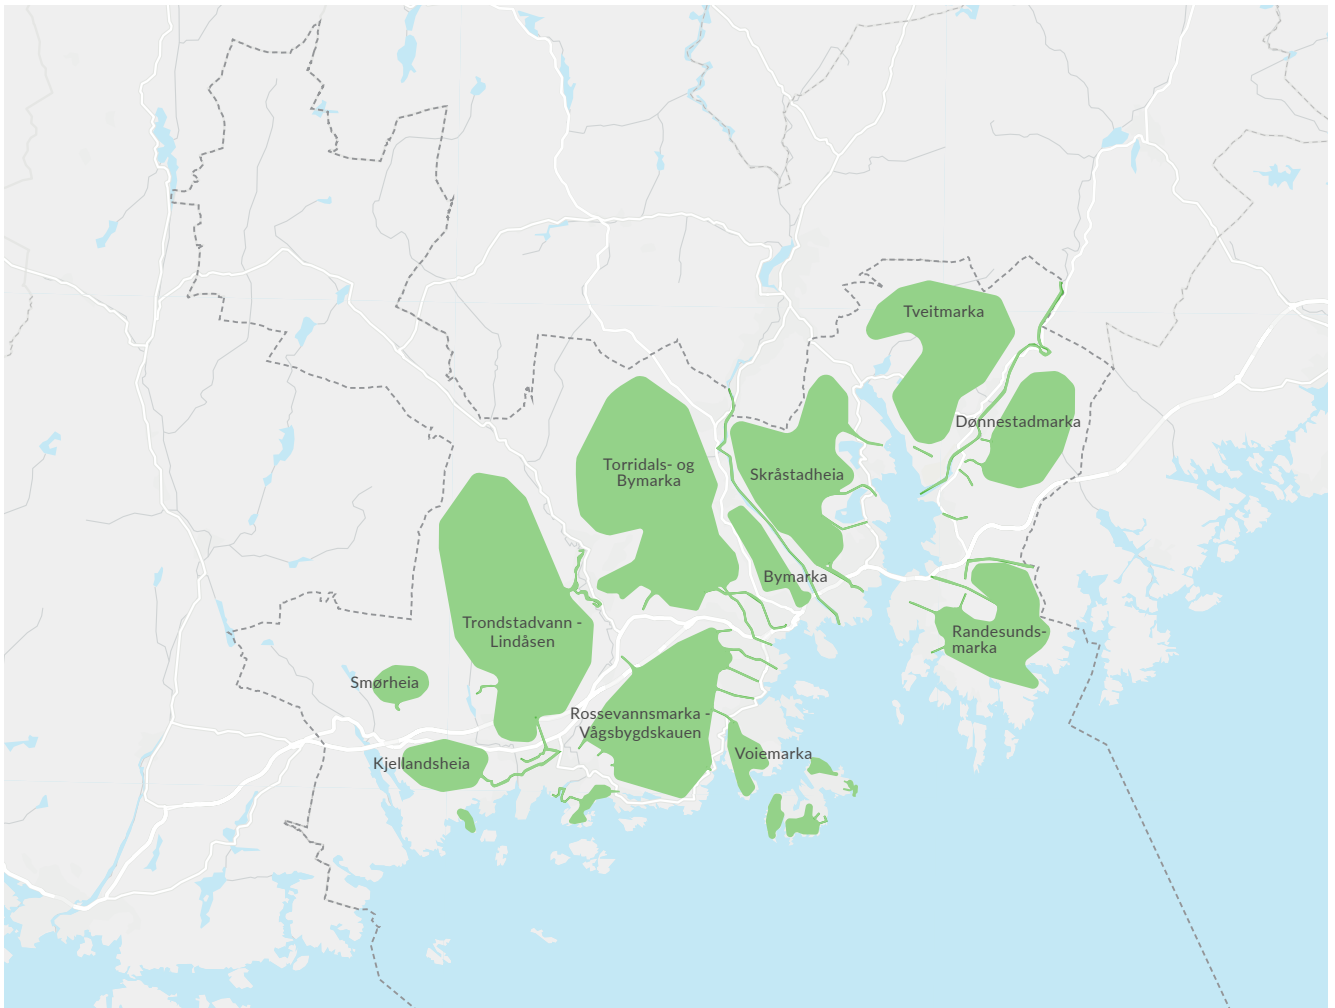 Tveitmarka
Dønnestadmarka
Torridals- og
Bymarka
Skråstadheia
Bymarka
Trondstadvann -
Lindåsen
Randesunds-
marka
Smørheia
Rossevannsmarka -
Vågsbygdskauen
Voiemarka
Kjellandsheia